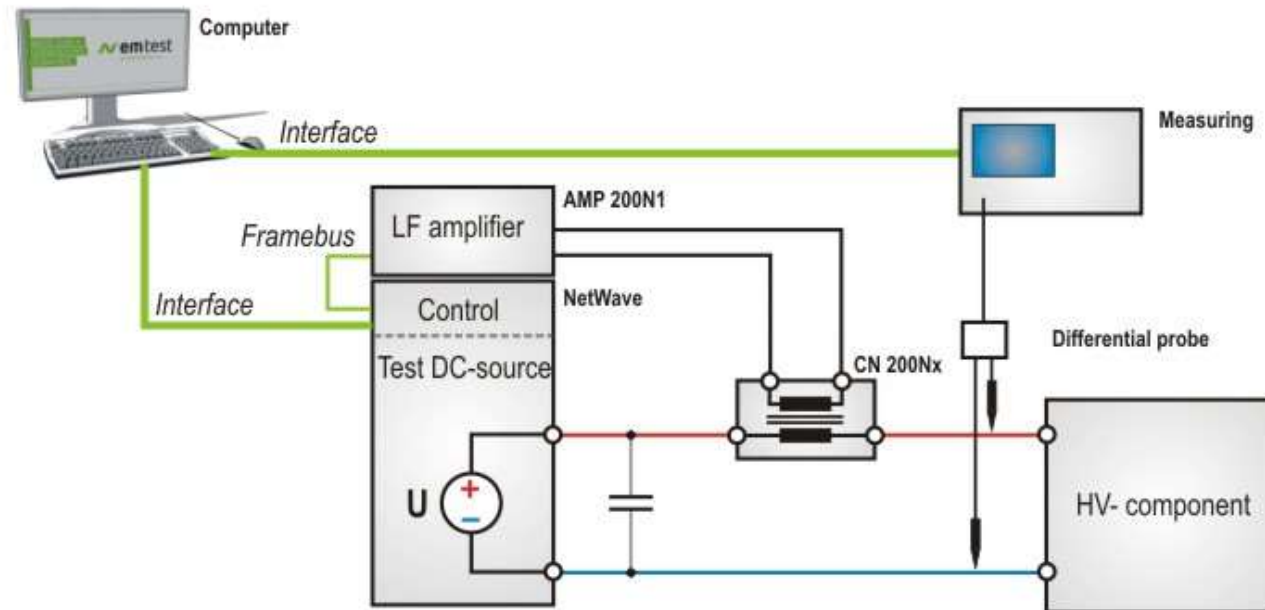 Computer
emtest
Interface
Measuring
AMP 200N1
LF amplifier
Framebus
Interface
NetWave
Control
Test DC-source
Differential probe
CN 200Nx
U
+
−
HV- component